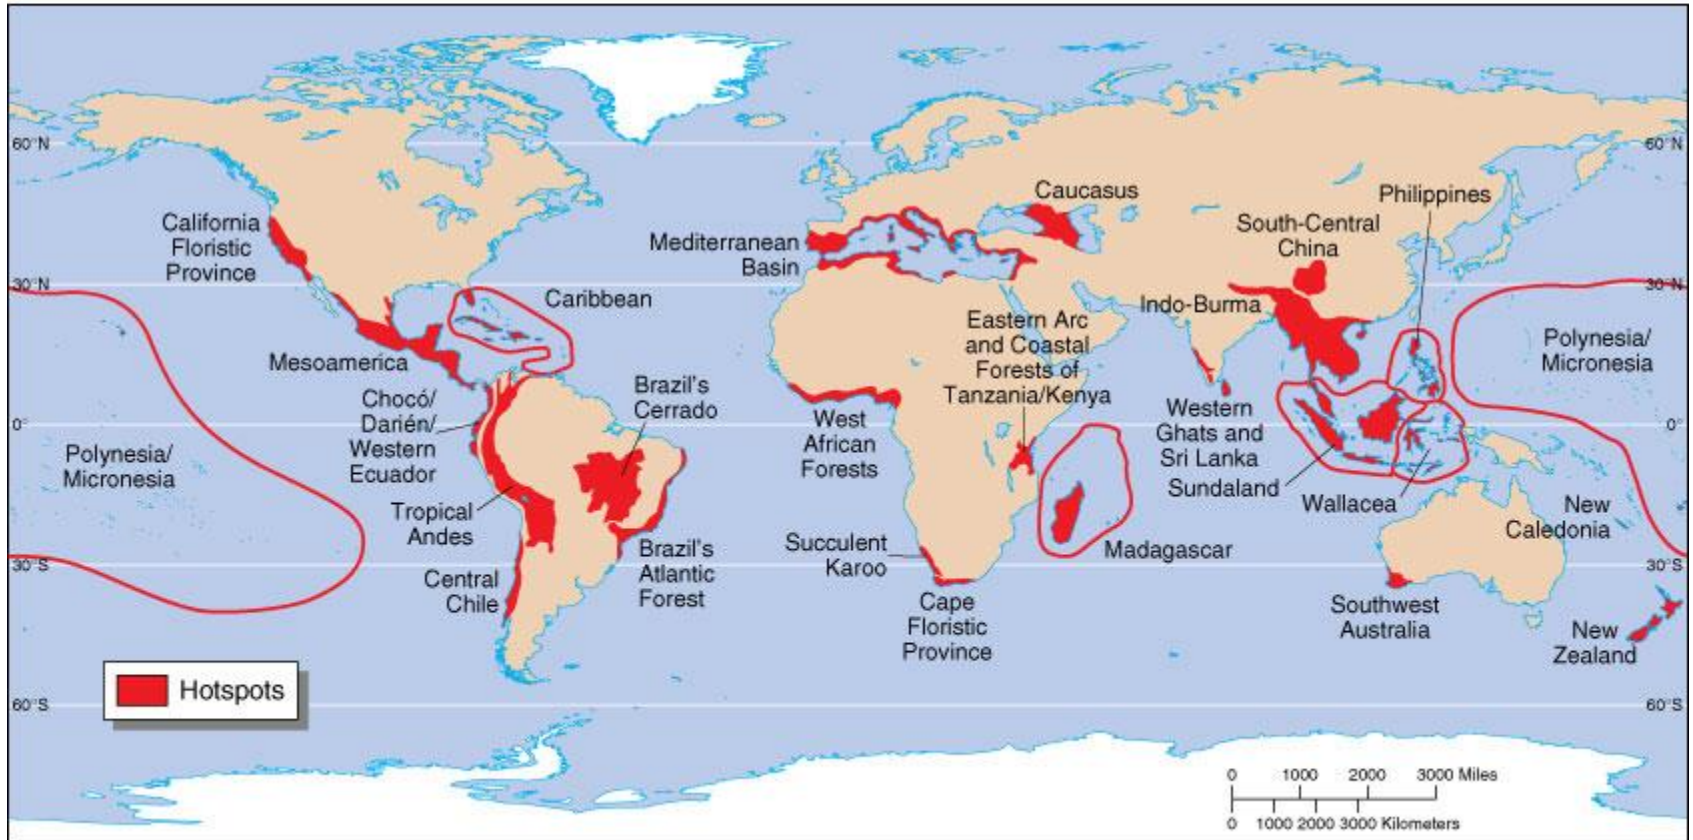 60°N
60°N
Caucasus
Philippines
California
Floristic
Province
South-Central
China
Mediterranean
Basin
30°N
30°N
Caribbean
Indo-Burma
Eastern Arc
and Coastal
Forests of
Tanzania/Kenya
Polynesia/
Micronesia
Mesoamerica
Brazil's
Cerrado
Chocó/
Darién/
Western
Ecuador
West
African
Forests
Western
Ghats and
Sri Lanka
0°
0°
Polynesia/
Micronesia
Sundaland
Wallacea
New
Caledonia
Tropical
Andes
Succulent
Karoo
Madagascar
Brazil's
Atlantic
Forest
30°S
30°S
Central
Chile
Cape
Floristic
Province
Southwest
Australia
New
Zealand
Hotspots
60°S
60°S
0 1000 2000 3000 Miles
0 1000 2000 3000 Kilometers